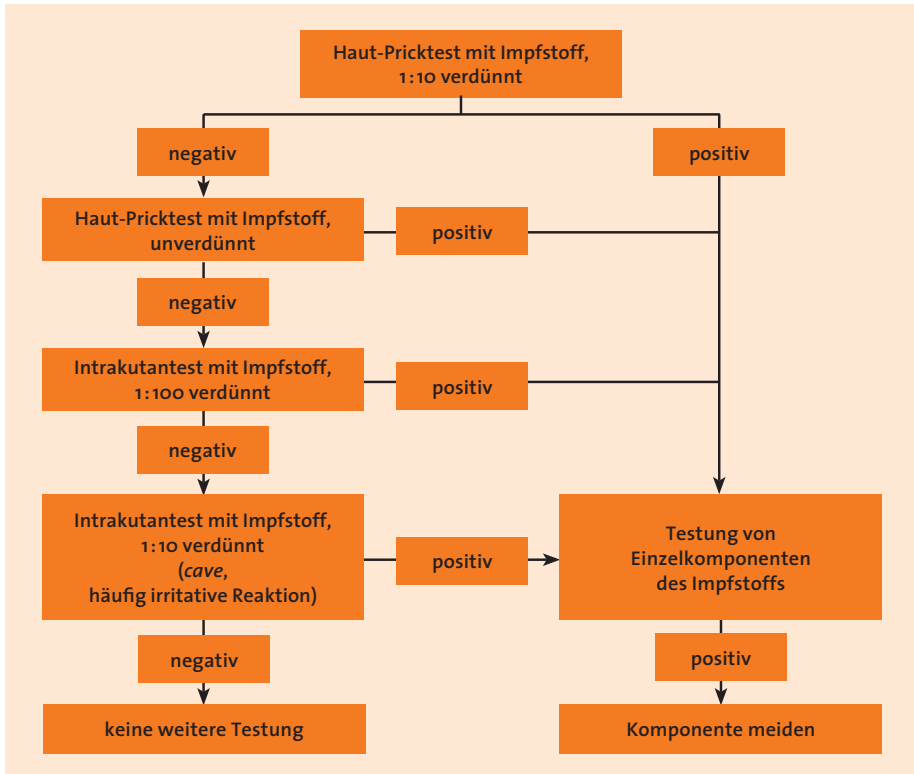 Haut-Pricktest mit Impfstoff,
1:10 verdünnt
negativ
positiv
Haut-Pricktest mit Impfstoff,
unverdünnt
positiv
negativ
Intrakutantest mit Impfstoff,
1:100 verdünnt
positiv
negativ
Intrakutantest mit Impfstoff,
1:10 verdünnt
(cave,
häufig irritative Reaktion)
positiv
Testung von
Einzelkomponenten
des Impfstoffs
negativ
positiv
keine weitere Testung
Komponente meiden